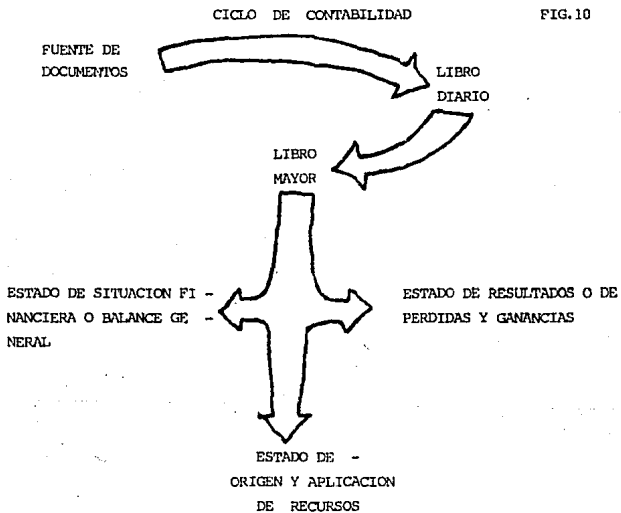 CICLO DE CONTABILIDAD FIG.10
FUENTE DE
DOCUMENTOS
LIBRO
DIARIO
LIBRO
MAYOR
ESTADO DE SITUACION FI -
NANCIERA O BALANCE GE -
NERAL
ESTADO DE RESULTADOS O DE
PERDIDAS Y GANANCIAS
ESTADO DE -
ORIGEN Y APLICACION
DE RECURSOS